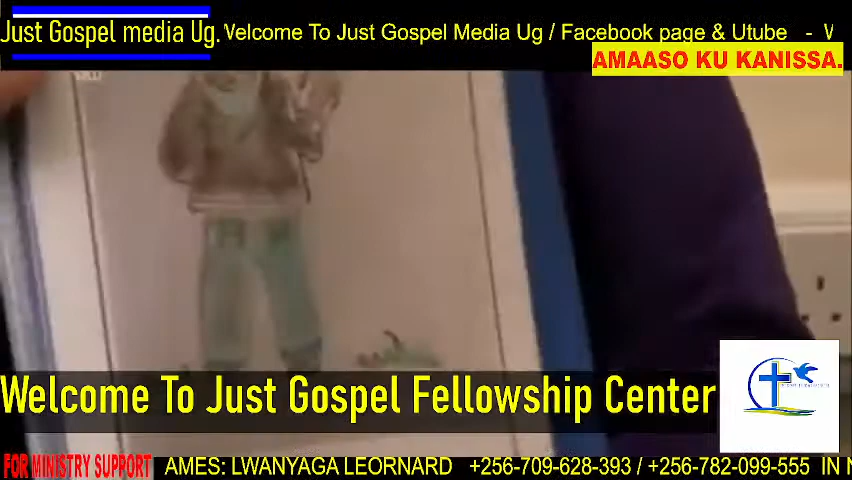 Just Gospel media Ug.
Welcome To Just Gospel Media Ug / Facebook page & Utube -
AMAASO KU KANISSA.
Welcome To Just Gospel Fellowship Center
FOR MINISTRY SUPPORT
AMES: LWANYAGA LEORNARD +256-709-628-393 / +256-782-099-555 IN